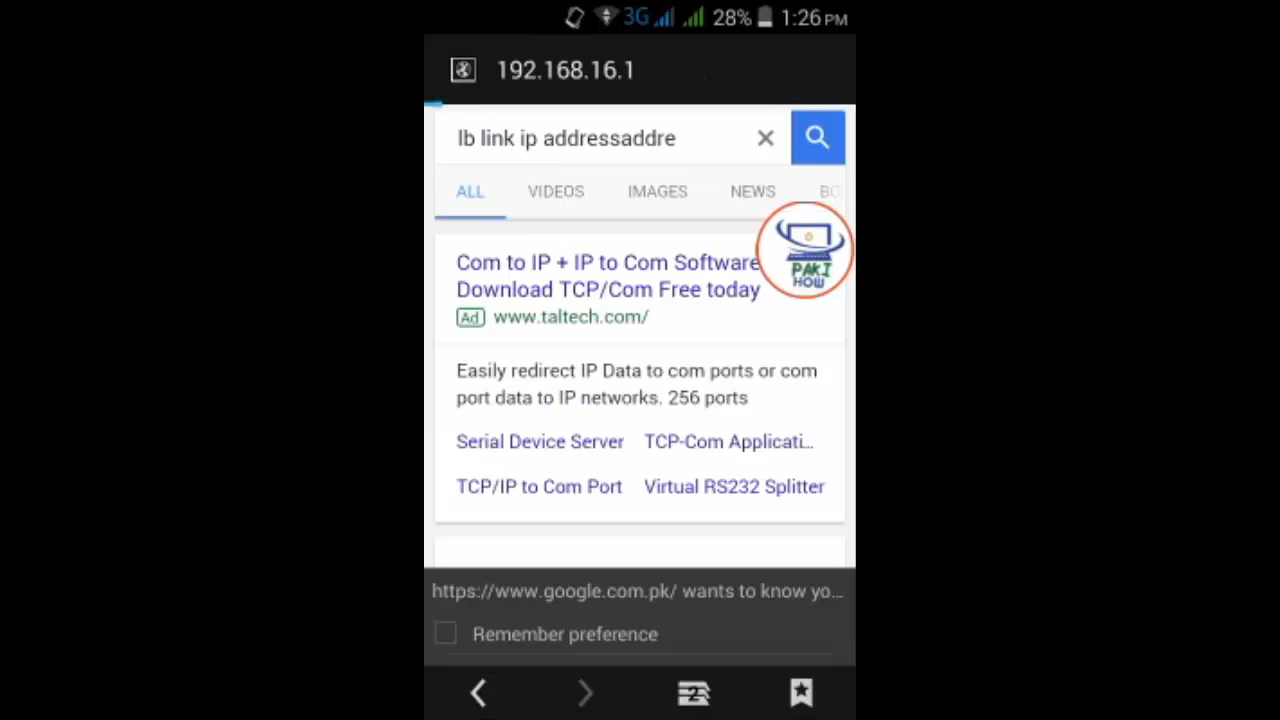 3G 28% 1:26 PM
192.168.16.1
lb link ip addressaddre
ALL VIDEOS IMAGES NEWS BO
Com to IP + IP to Com Software
Download TCP/Com Free today
PAKI
HOW
Ad www.taltech.com/
Easily redirect IP Data to com ports or com
port data to IP networks. 256 ports
Serial Device Server TCP-Com Applicati...
TCP/IP to Com Port Virtual RS232 Splitter
https://www.google.com.pk/ wants to know yo...
Remember preference
2